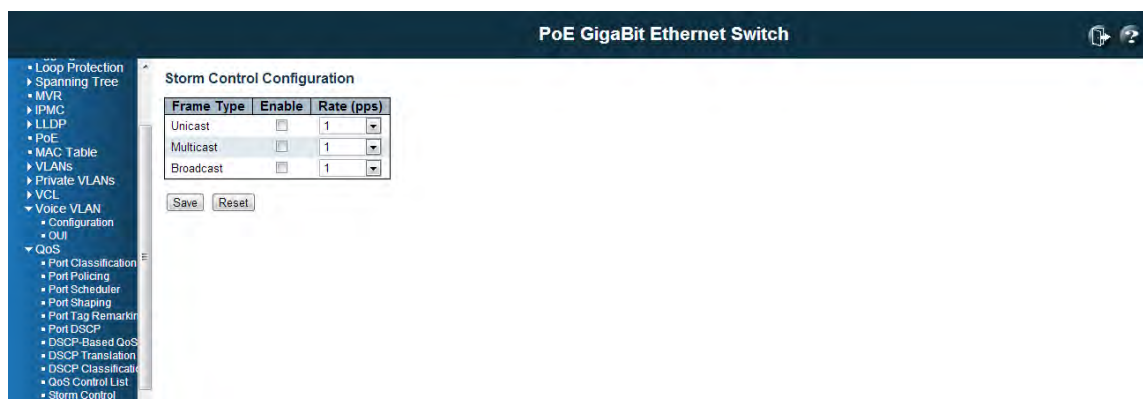 PoE GigaBit Ethernet Switch
Loop Protection
Spanning Tree
MVR
IPMC
LLDP
PoE
MAC Table
VLANs
Private VLANs
VCL
Voice VLAN
Configuration
OUI
QoS
Port Classification
Port Policing
Port Scheduler
Port Shaping
Port Tag Remarkin
Port DSCP
DSCP-Based QoS
DSCP Translation
DSCP Classificatio
QoS Control List
Storm Control
Storm Control Configuration
Frame Type Enable Rate (pps)
Unicast 1
Multicast 1
Broadcast 1
Save Reset